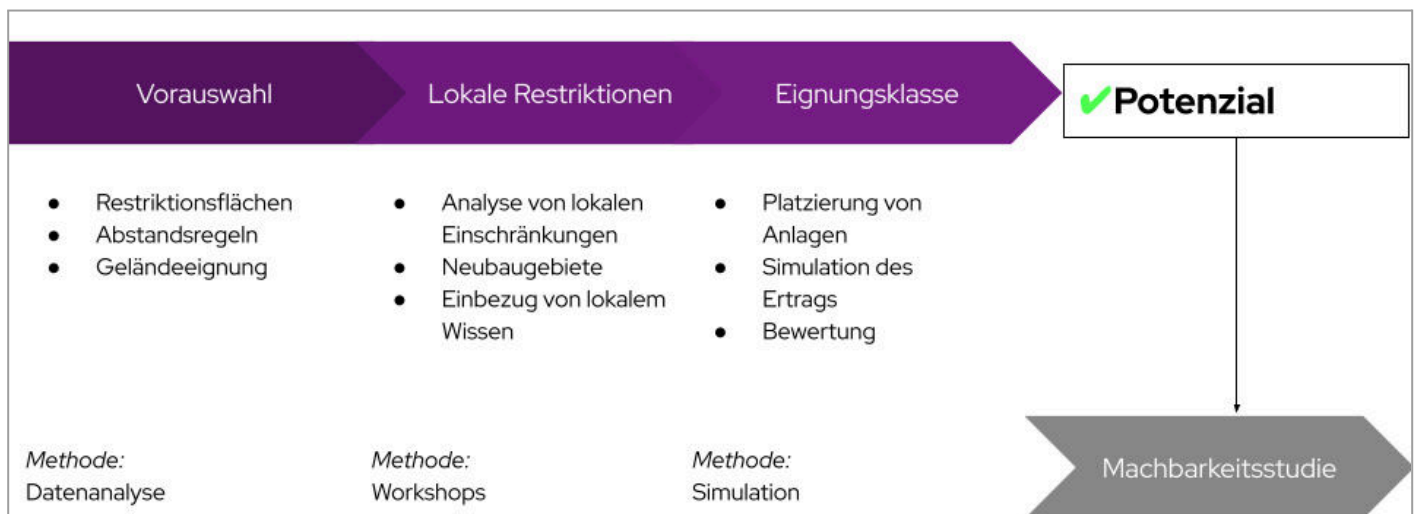 Vorauswahl
Lokale Restriktionen
Eignungsklasse
✔Potenzial
● Restriktionsflächen
● Abstandsregeln
● Geländeeignung
● Analyse von lokalen
Einschränkungen
● Neubaugebiete
● Einbezug von lokalem
Wissen
● Platzierung von
Anlagen
● Simulation des
Ertrags
● Bewertung
Methode:
Datenanalyse
Methode:
Workshops
Methode:
Simulation
Machbarkeitsstudie